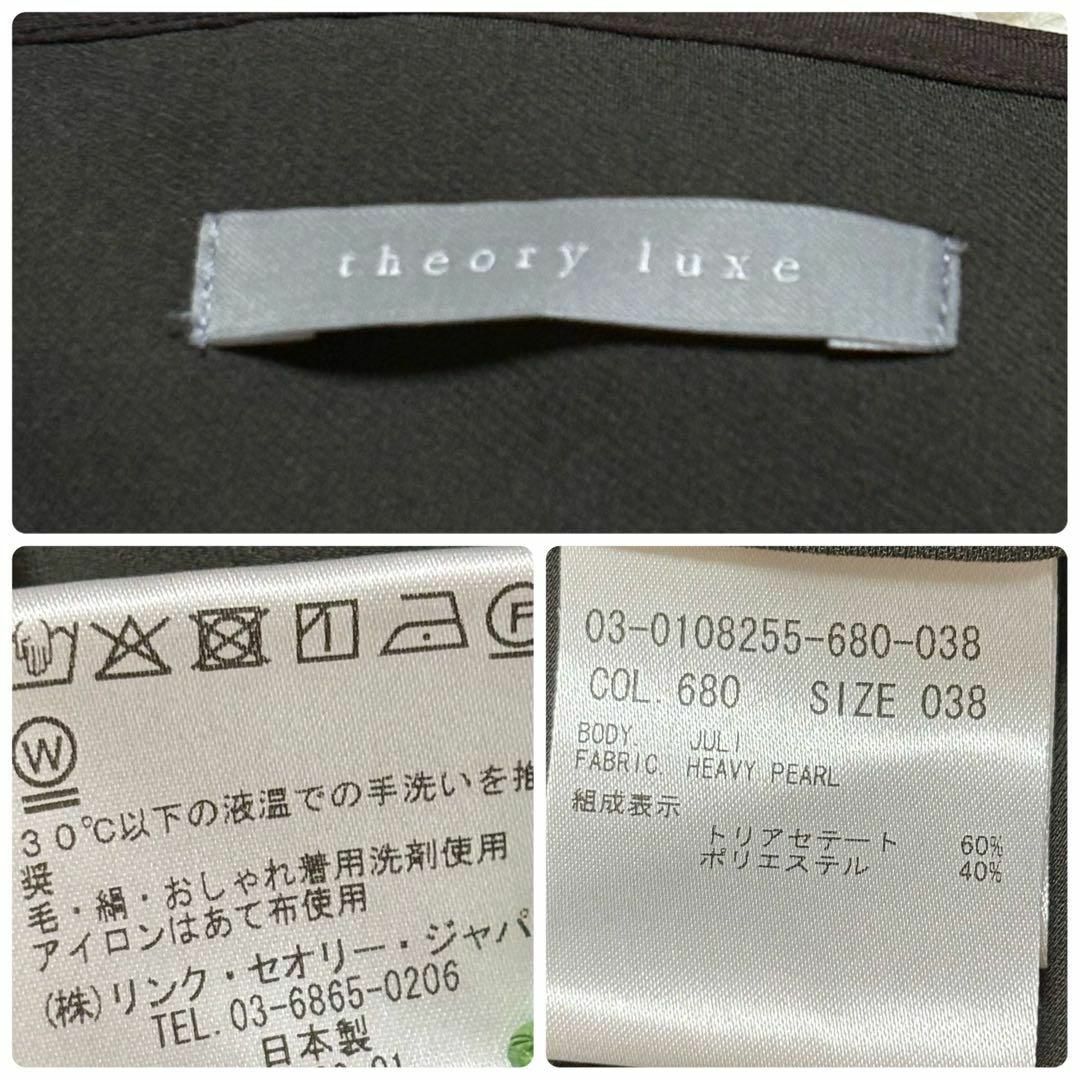 theory luxe
F
W
30℃以下の液温での手洗いを推
奨
毛・絹・おしゃれ着用洗剤使用
アイロンはあて布使用
(株)リンク・セオリー・ジャパ
TEL.03-6865-0206
日本製
03-0108255-680-038
COL. 680 SIZE 038
BODY. JULI
FABRIC. HEAVY PEARL
組成表示
トリアセテート 60%
ポリエステル 40%